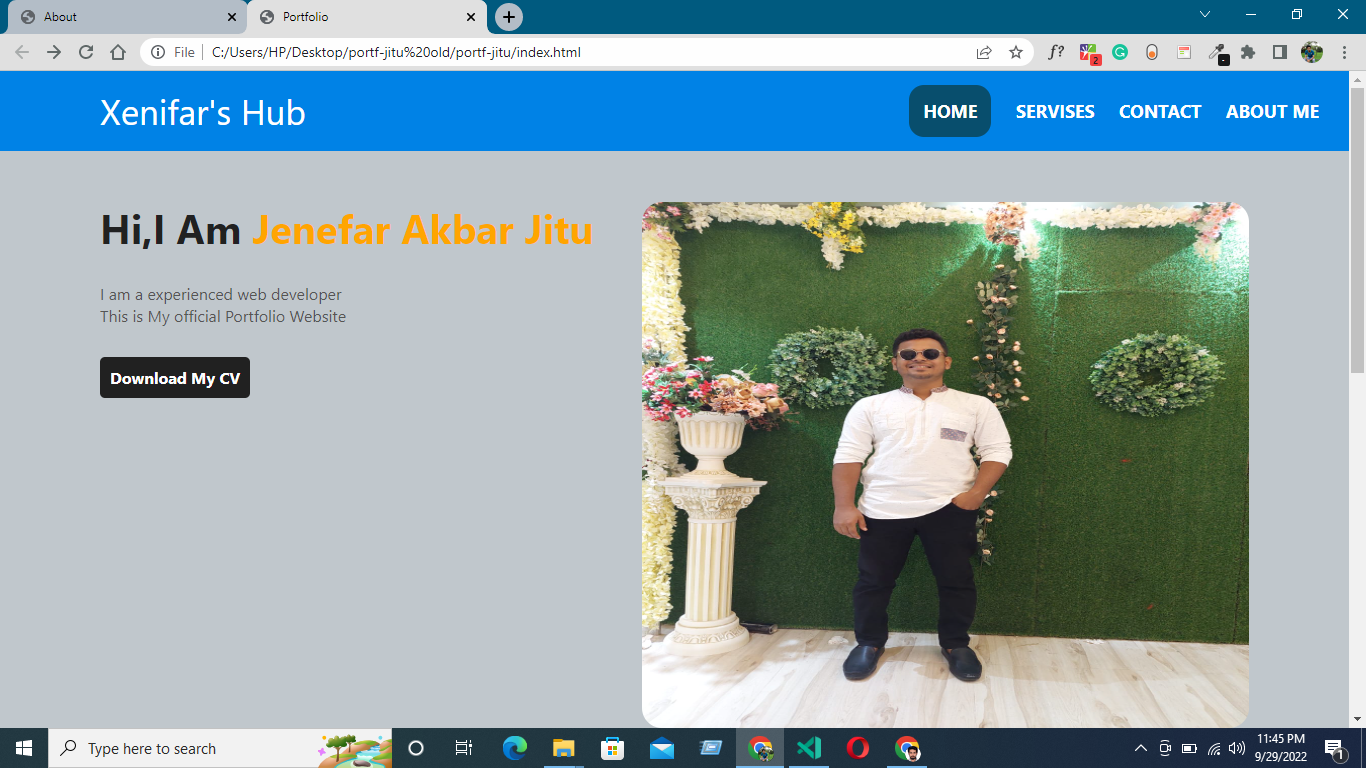 About
Portfolio
File
C:/Users/HP/Desktop/portf-jitu%20old/portf-jitu/index.html
f?
2
Xenifar's Hub
HOME SERVISES CONTACT ABOUT ME
Hi,I Am Jenefar Akbar Jitu
I am a experienced web developer
This is My official Portfolio Website
Download My CV
Type here to search
11:45 PM
9/29/2022
1